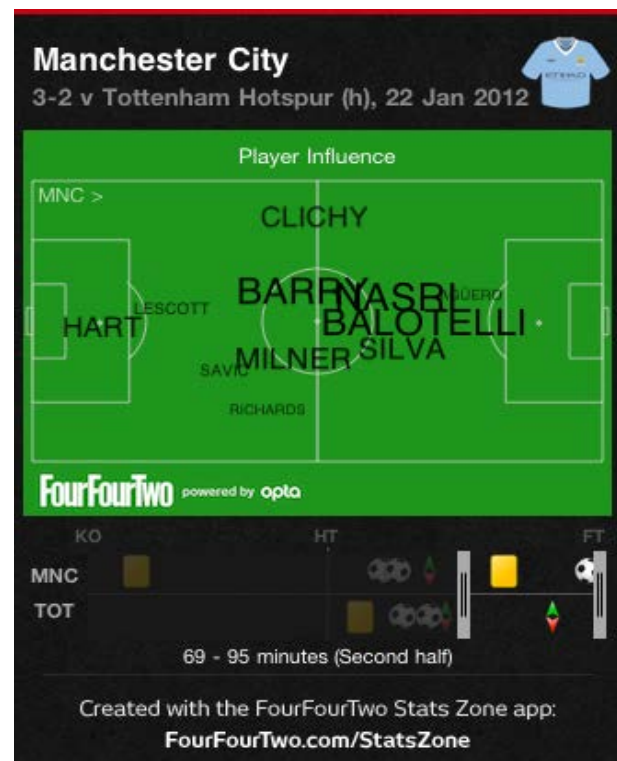 Manchester City
3-2 v Tottenham Hotspur (h), 22 Jan 2012
ETIHAD
Player Influence
MNC >
CLICHY
BARRY
NASRI
AGÜERO
LESCOTT
HART
BALOTELLI
SILVA
MILNER
SAVIC
RICHARDS
FourFourTwo powered by opta
KO HT FT
MNC
TOT
69 - 95 minutes (Second half)
Created with the FourFourTwo Stats Zone app:
FourFourTwo.com/StatsZone